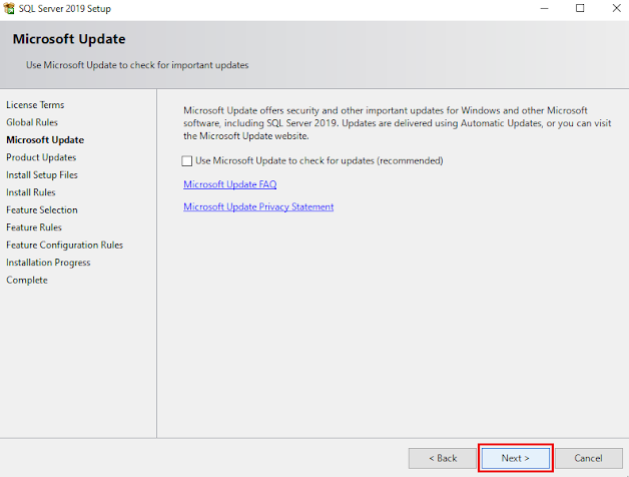 SQL Server 2019 Setup
Microsoft Update
Use Microsoft Update to check for important updates
License Terms
Global Rules
Microsoft Update
Product Updates
Install Setup Files
Install Rules
Feature Selection
Feature Rules
Feature Configuration Rules
Installation Progress
Complete
Microsoft Update offers security and other important updates for Windows and other Microsoft
software, including SQL Server 2019. Updates are delivered using Automatic Updates, or you can visit
the Microsoft Update website.
Use Microsoft Update to check for updates (recommended)
Microsoft Update FAQ
Microsoft Update Privacy Statement
< Back
Next >
Cancel